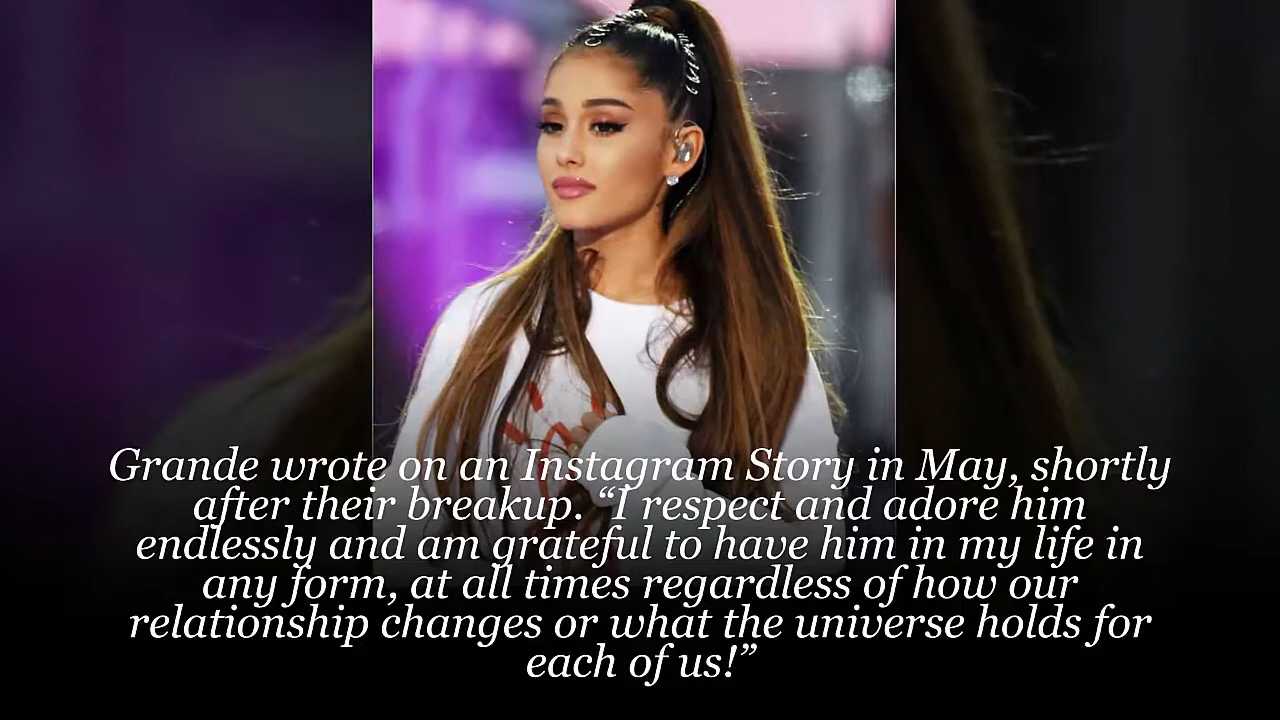 Grande wrote on an Instagram Story in May, shortly
after their breakup. “I respect and adore him
endlessly and am grateful to have him in my life in
any form, at all times regardless of how our
relationship changes or what the universe holds for
each of us!”